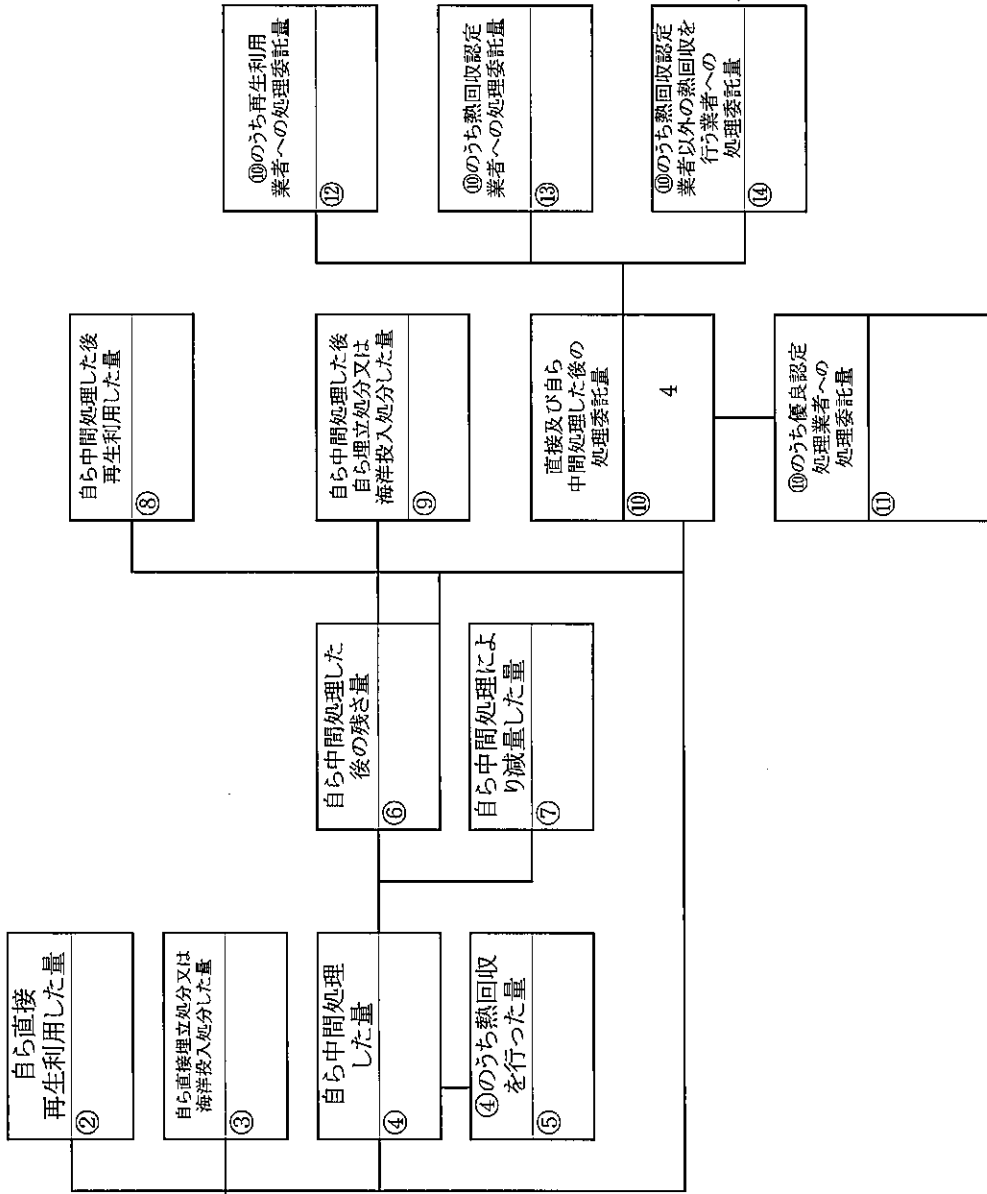 自ら直接
再生利用した量
②
自ら直接埋立処分又は
海洋投入処分した量
③
自ら中間処理
した量
④
④のうち熱回収
を行った量
⑤
自ら中間処理した
後の残さ量
⑥
自ら中間処理によ
り減量した量
⑦
自ら中間処理した後
再生利用した量
⑧
自ら中間処理した後
自ら埋立処分又は
海洋投入処分した量
⑨
直接及び自ら
中間処理した後の
処理委託量
⑩
4
⑩のうち優良認定
処理業者への
処理委託量
⑪
⑩のうち再生利用
業者への処理委託量
⑫
⑩のうち熱回収認定
業者への処理委託量
⑬
⑩のうち熱回収認定
業者以外の熱回収を
行う業者への
処理委託量
⑭